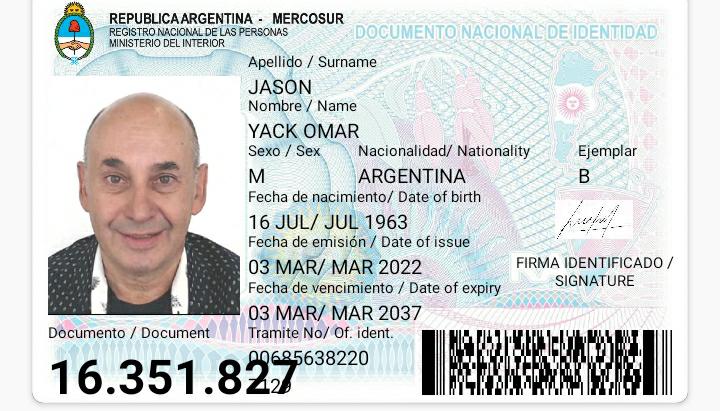 REPUBLICA ARGENTINA - MERCOSUR
REGISTRO NACIONAL DE LAS PERSONAS
MINISTERIO DEL INTERIOR
DOCUMENTO NACIONAL DE IDENTIDAD
Apellido / Surname
JASON
Nombre / Name
YACK OMAR
Sexo / Sex Nacionalidad/ Nationality Ejemplar
M ARGENTINA B
Fecha de nacimiento/ Date of birth
16 JUL/ JUL 1963
Fecha de emisión / Date of issue
03 MAR/ MAR 2022
FIRMA IDENTIFICADO /
SIGNATURE
Fecha de vencimiento / Date of expiry
03 MAR/ MAR 2037
Documento / Document Tramite No/ Of. ident.
00685638220
16.351.827